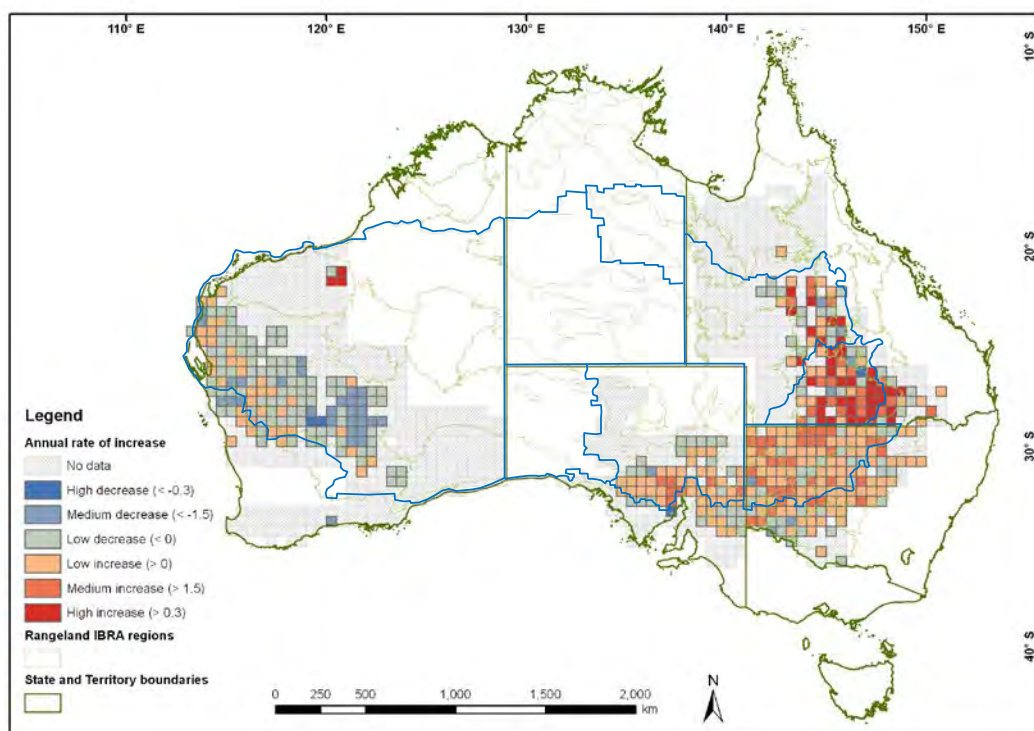 110° E 120° E 130° E 140° E 150° E
10° S
20° S
30° S
40° S
Legend
Annual rate of increase
No data
High decrease (< -0.3)
Medium decrease (< -1.5)
Low decrease (< 0)
Low increase (> 0)
Medium increase (> 1.5)
High increase (> 0.3)
Rangeland IBRA regions
State and Territory boundaries
0 250 500 1,000 1,500 2,000
km
N